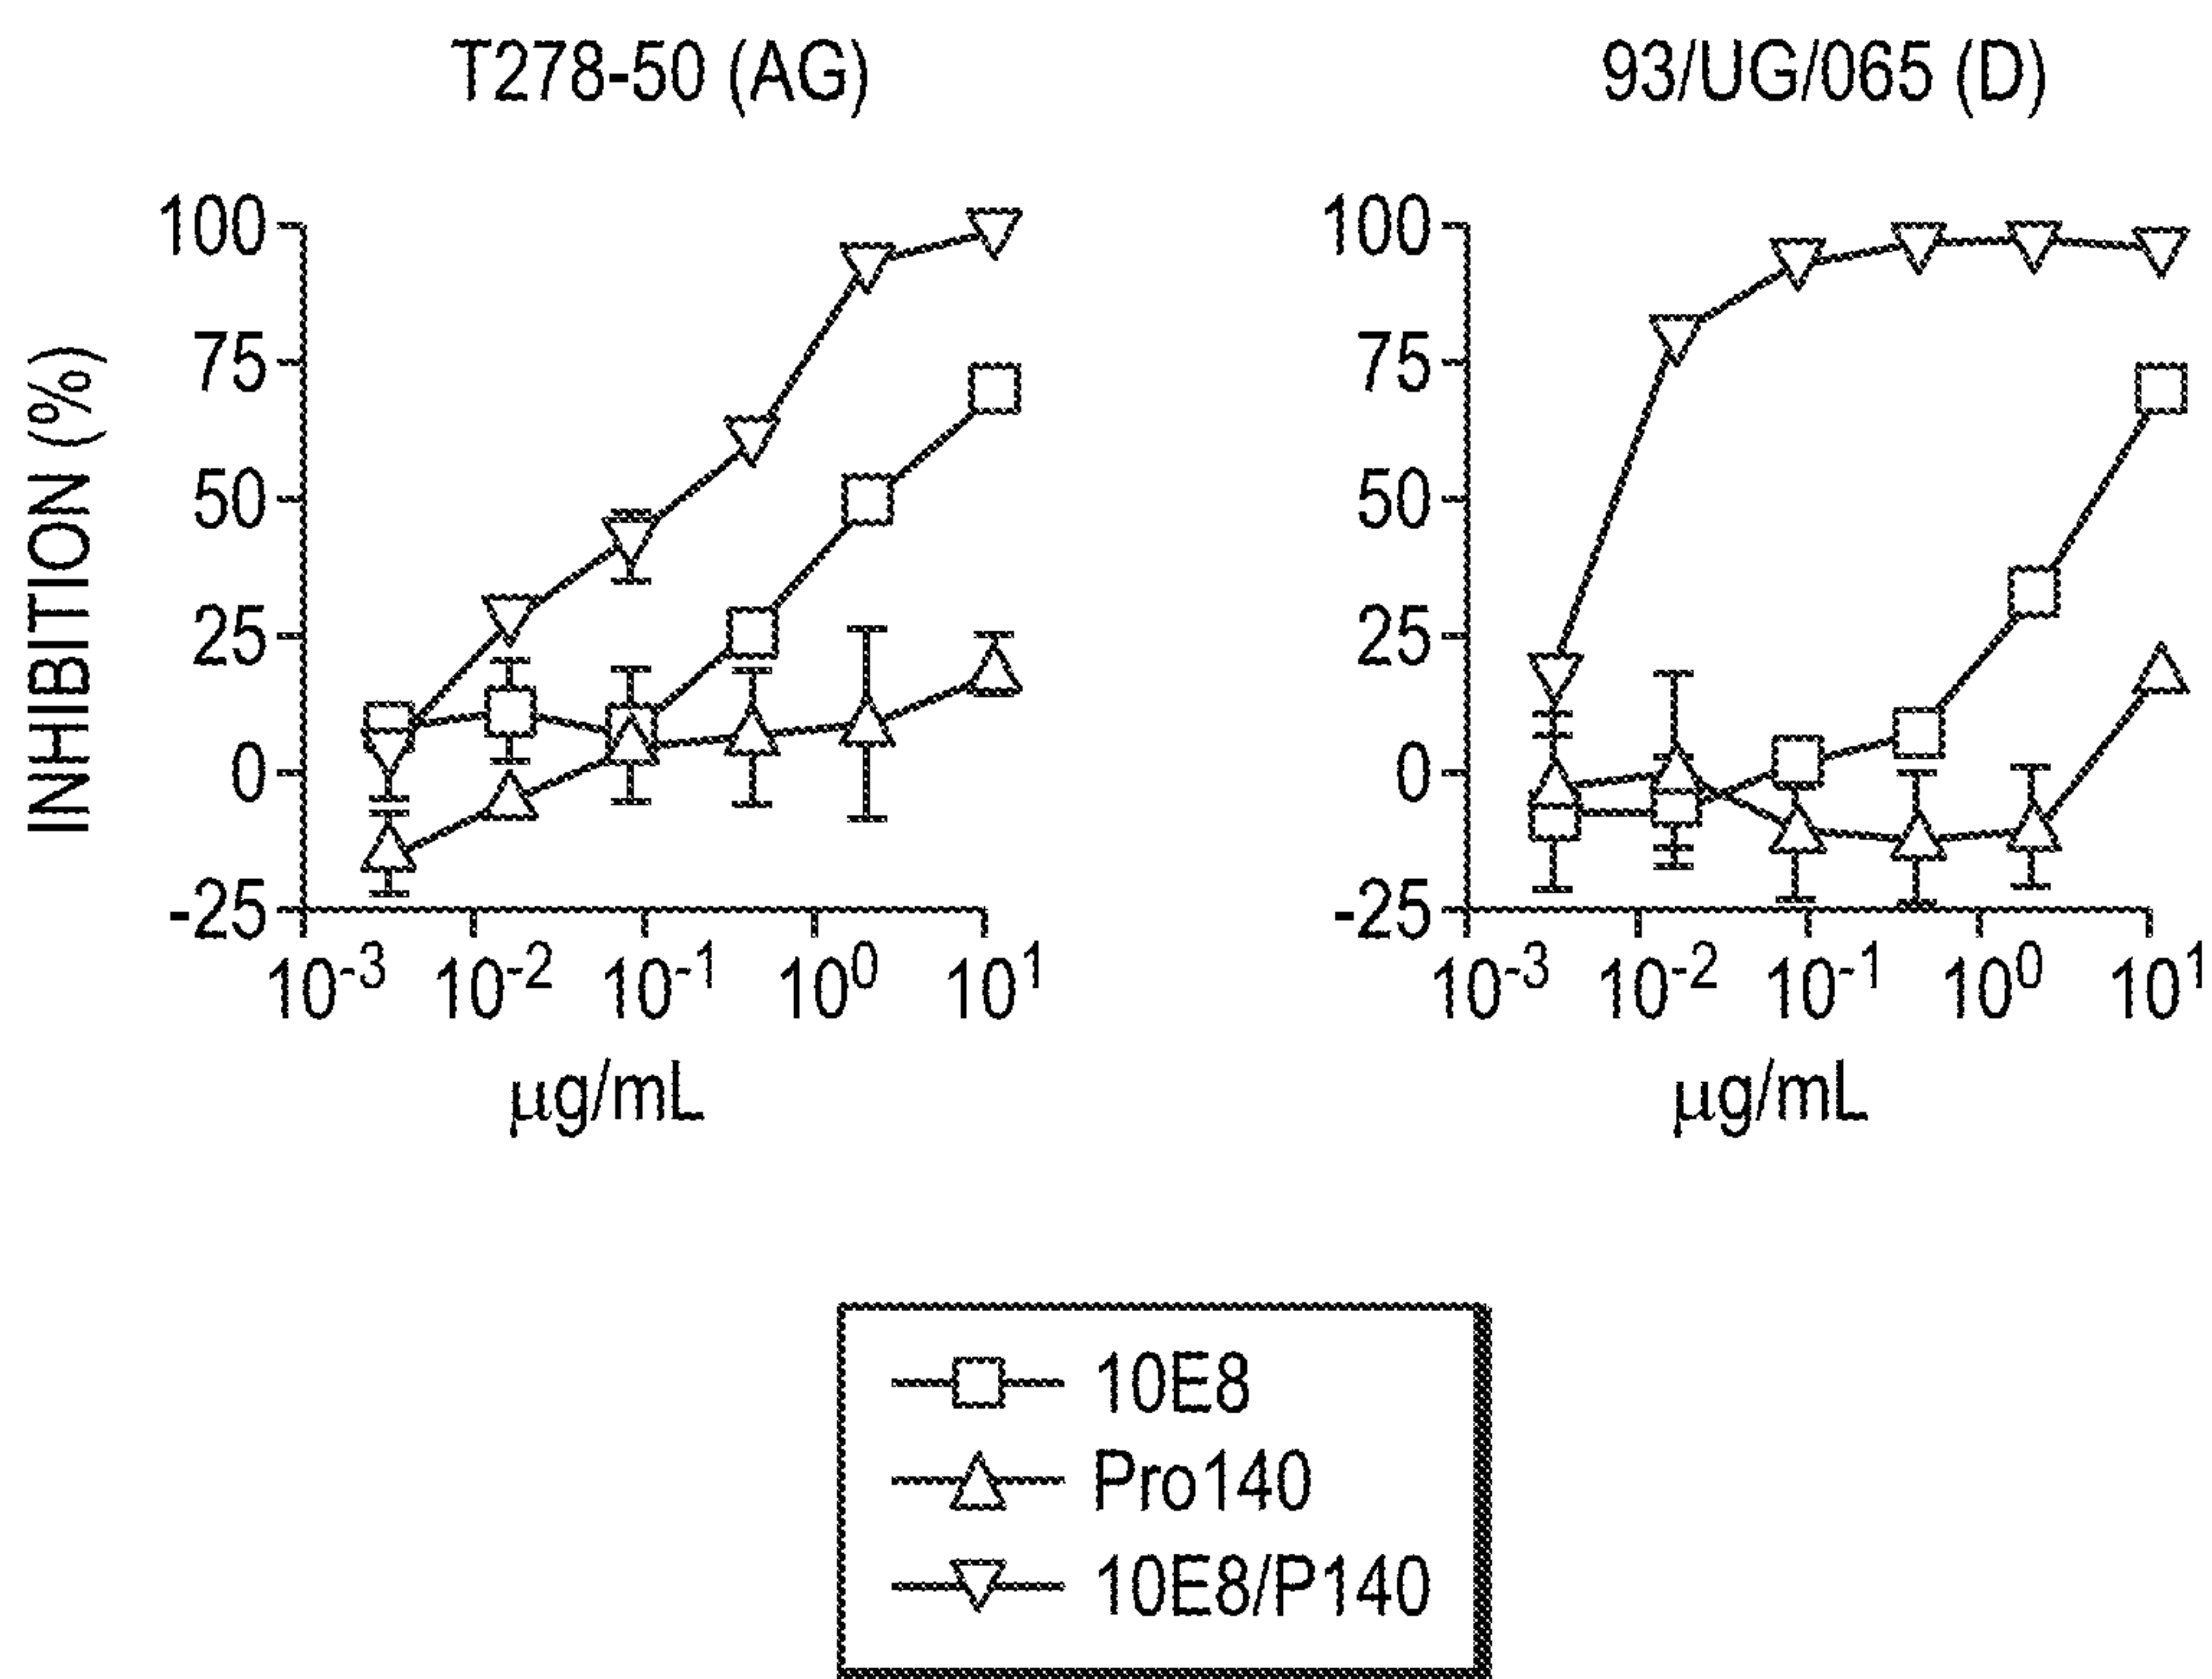 T278-50 (AG)
93/UG/065 (D)
INHIBITION (%)
100
75
50
25
0
-25
10⁻³ 10⁻² 10⁻¹ 10⁰ 10¹
µg/mL
100
75
50
25
0
-25
10⁻³ 10⁻² 10⁻¹ 10⁰ 10¹
µg/mL
10E8
Pro140
10E8/P140